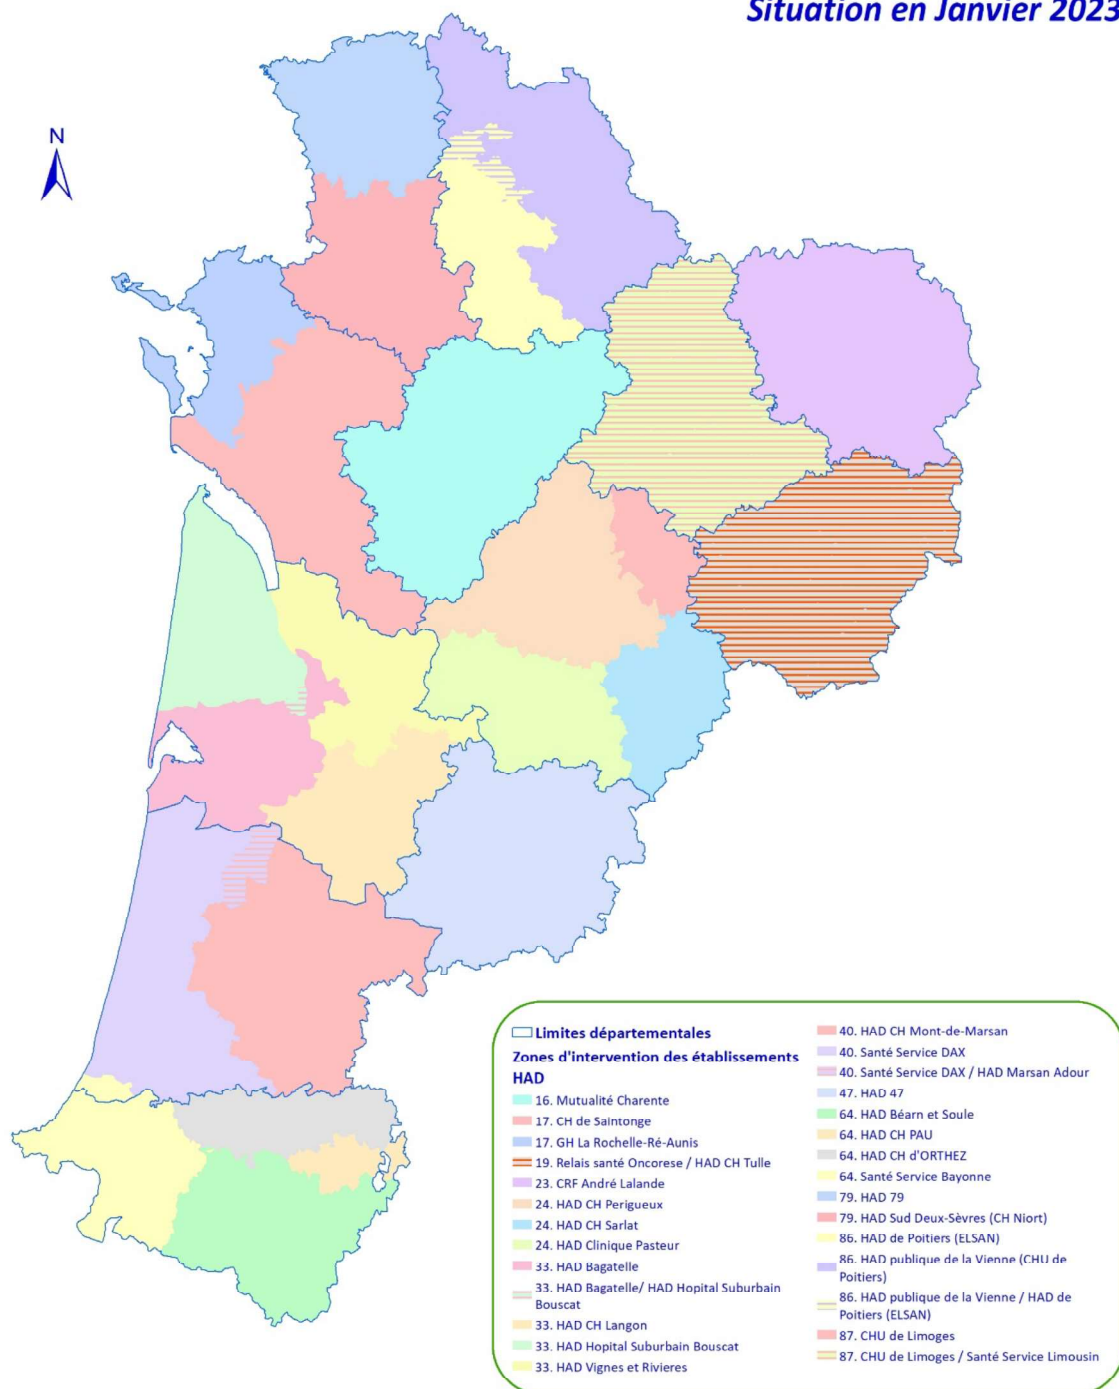 Situation en Janvier 2023
N
Limites départementales
Zones d'intervention des établissements
HAD
16. Mutualité Charente
17. CH de Saintonge
17. GH La Rochelle-Ré-Aunis
19. Relais santé Oncorese / HAD CH Tulle
23. CRF André Lalande
24. HAD CH Perigueux
24. HAD CH Sarlat
24. HAD Clinique Pasteur
33. HAD Bagatelle
33. HAD Bagatelle/ HAD Hopital Suburbain
Bouscat
33. HAD CH Langon
33. HAD Hopital Suburbain Bouscat
33. HAD Vignes et Rivieres
40. HAD CH Mont-de-Marsan
40. Santé Service DAX
40. Santé Service DAX / HAD Marsan Adour
47. HAD 47
64. HAD Béarn et Soule
64. HAD CH PAU
64. HAD CH d'ORTHEZ
64. Santé Service Bayonne
79. HAD 79
79. HAD Sud Deux-Sèvres (CH Niort)
86. HAD de Poitiers (ELSAN)
86. HAD publique de la Vienne (CHU de
Poitiers)
86. HAD publique de la Vienne / HAD de
Poitiers (ELSAN)
87. CHU de Limoges
87. CHU de Limoges / Santé Service Limousin